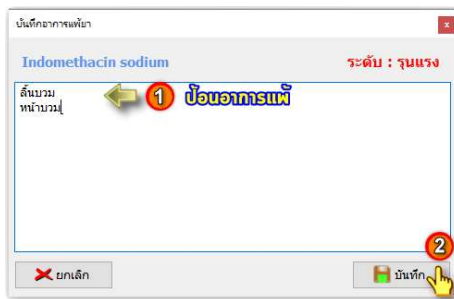 บันทึกอาการแพ้ยา
x
Indomethacin sodium ระดับ : รุนแรง
ลิ้นบวม
หน้าบวม
1 ป้อนอาการแพ้
2
ยกเลิก บันทึก